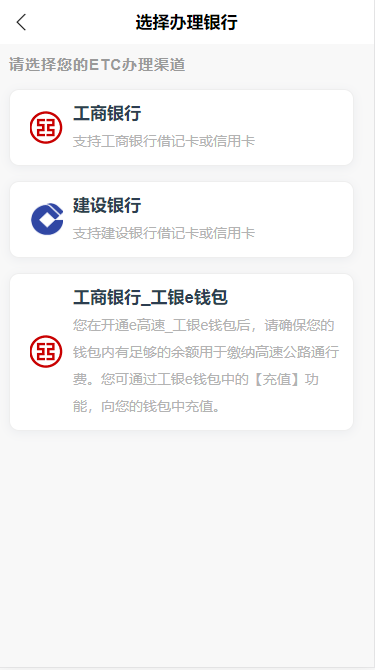 选择办理银行
请选择您的ETC办理渠道
工商银行
支持工商银行借记卡或信用卡
建设银行
支持建设银行借记卡或信用卡
工商银行_工银e钱包
您在开通e高速_工银e钱包后，请确保您的
钱包内有足够的余额用于缴纳高速公路通行
费。您可通过工银e钱包中的【充值】功
能，向您的钱包中充值。